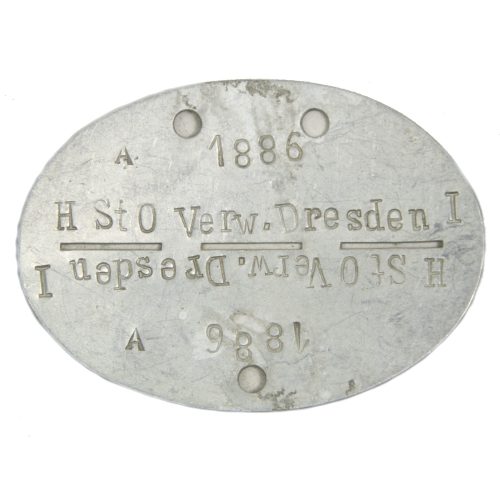 A 1886
H St O Verw. Dresden I
H St O Verw. Dresden I
A 1886